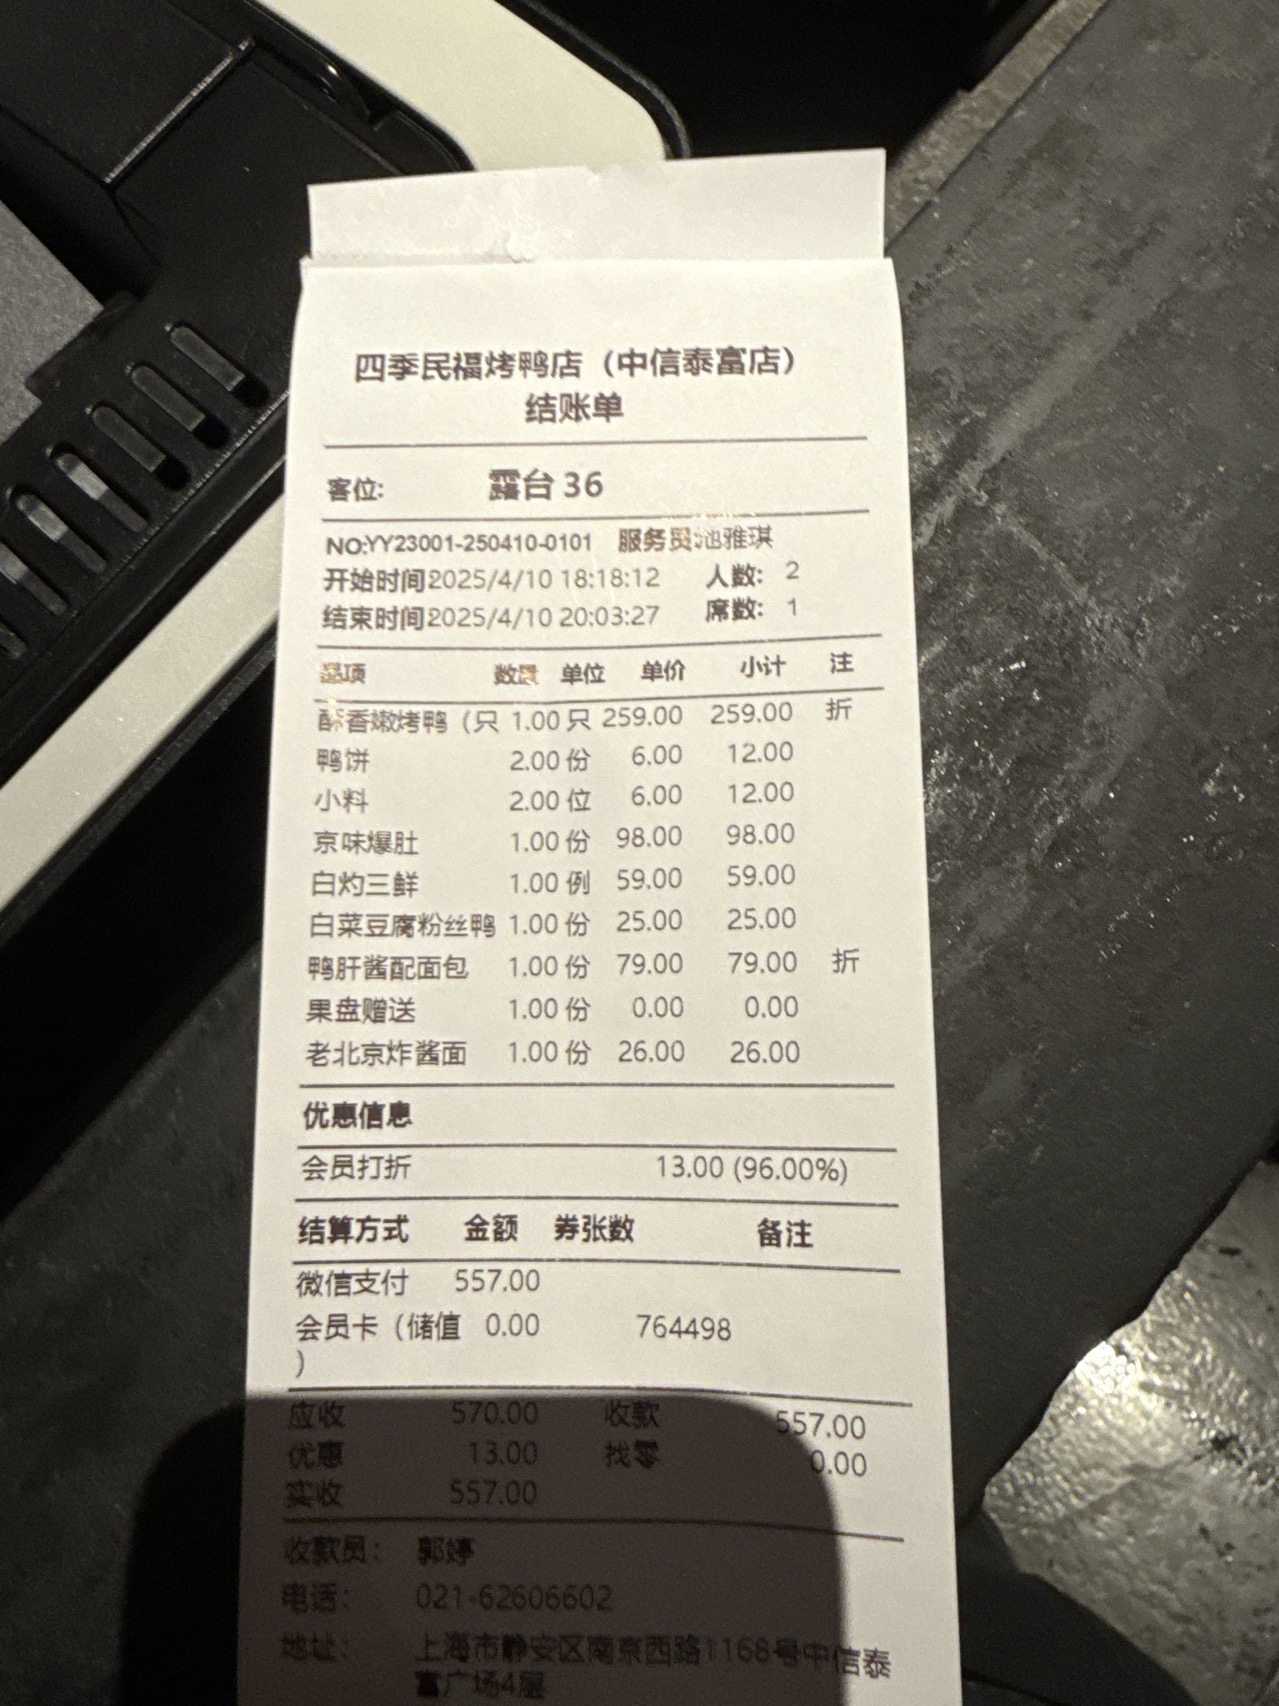 四季民福烤鸭店（中信泰富店）
结账单
客位: 露台 36
NO:YY23001-250410-0101 服务员:池雅琪
开始时间2025/4/10 18:18:12 人数: 2
结束时间2025/4/10 20:03:27 席数: 1
品项 数量 单位 单价 小计 注
酥香嫩烤鸭（只 1.00 只 259.00 259.00 折
鸭饼 2.00 份 6.00 12.00
小料 2.00 位 6.00 12.00
京味爆肚 1.00 份 98.00 98.00
白灼三鲜 1.00 例 59.00 59.00
白菜豆腐粉丝鸭 1.00 份 25.00 25.00
鸭肝酱配面包 1.00 份 79.00 79.00 折
果盘赠送 1.00 份 0.00 0.00
老北京炸酱面 1.00 份 26.00 26.00
优惠信息
会员打折 13.00 (96.00%)
结算方式 金额 券张数 备注
微信支付 557.00
会员卡（储值 0.00 764498
）
应收 570.00 收款 557.00
优惠 13.00 找零 0.00
实收 557.00
收款员: 郭婷
电话: 021-62606602
地址: 上海市静安区南京西路1168号中信泰
富广场4层